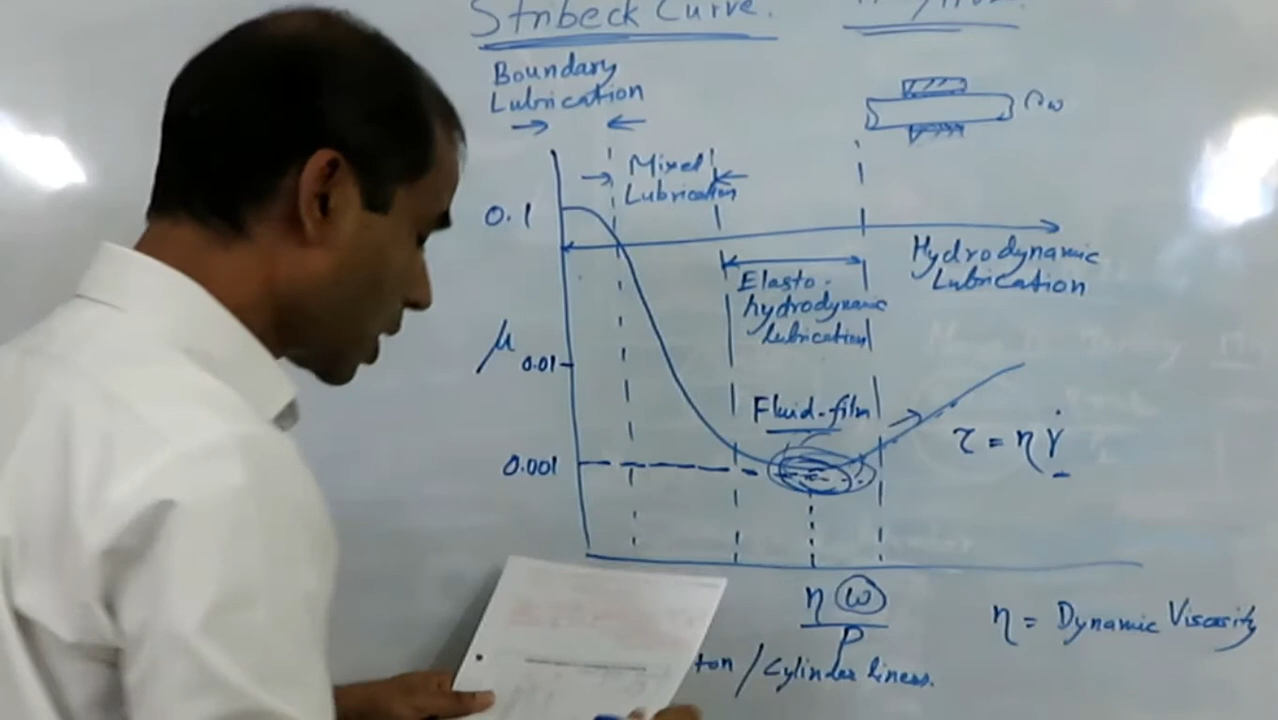 Stribeck Curve.
Boundary
Lubrication
ω
Mixed
Lubrication
0.1
Hydrodynamic
Lubrication
Elasto-
hydrodynamic
lubrication
μ
0.01
Fluid-film
τ = η γ̇
0.001
η ω
P
η = Dynamic Viscosity
ton / Cylinder liners.